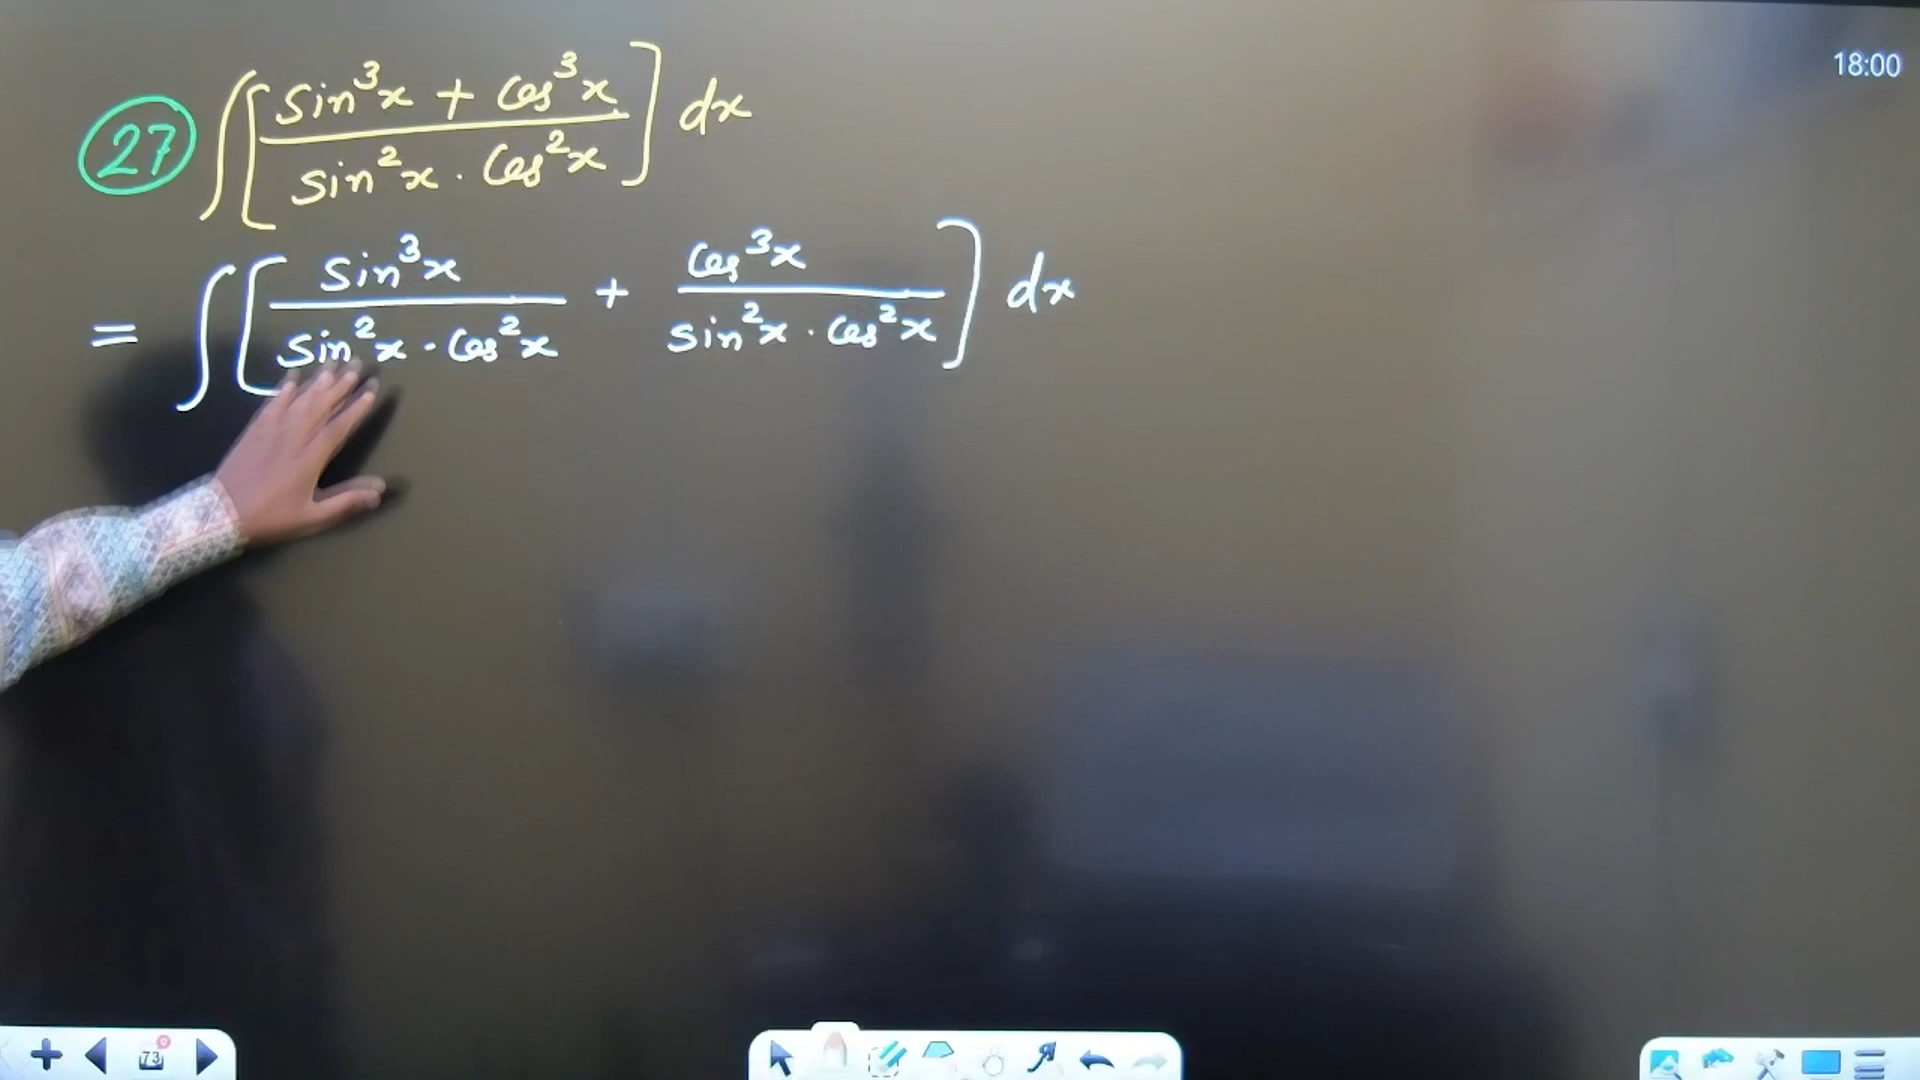 18:00
27 ∫[(sin³x + cos³x)/(sin²x · cos²x)] dx
= ∫[sin³x/(sin²x · cos²x) + cos³x/(sin²x · cos²x)] dx
73